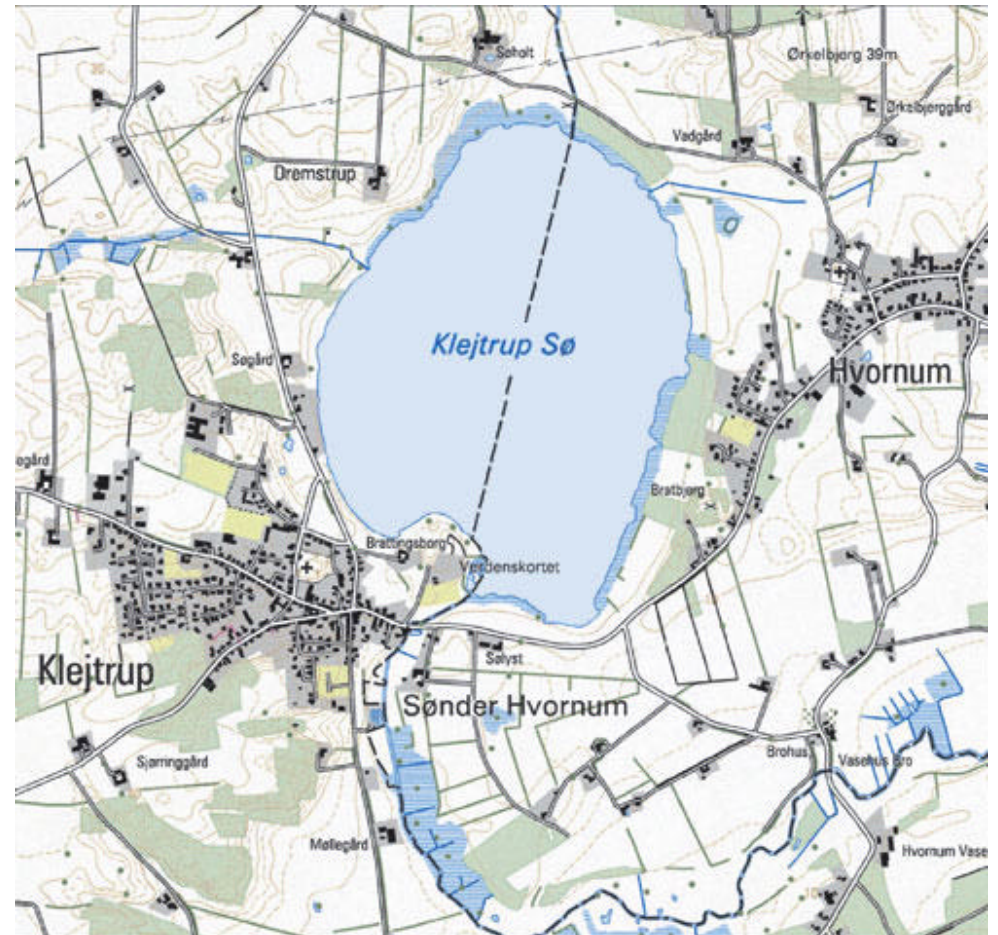 Søholt
Ørkelbjerg 39m
Ørkelbjerggård
Vadgård
Dremstrup
Klejtrup Sø
Søgård
Hvornum
Bratbjerg
Brattingsborg
Verdenskortet
Klejtrup
Sølyst
Sønder Hvornum
Sjørringgård
Brohus
Vasehus Bro
Møllegård
Hvornum Vase